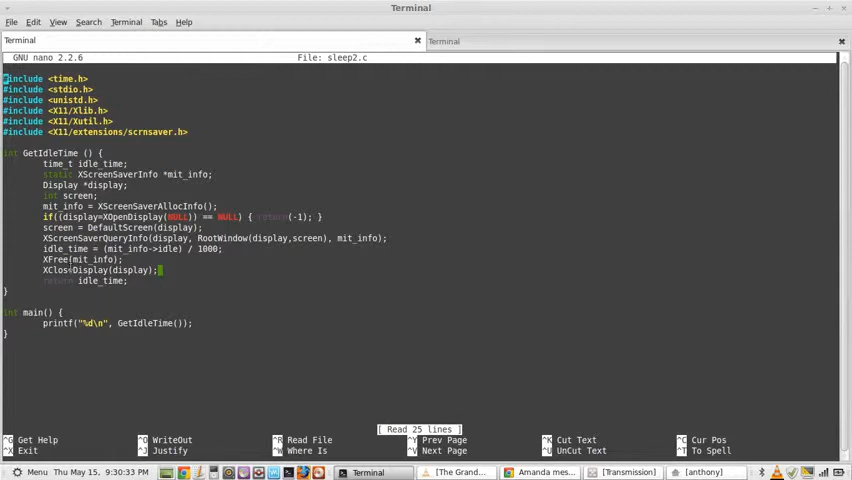 Terminal
File Edit View Search Terminal Tabs Help
Terminal Terminal
GNU nano 2.2.6 File: sleep2.c
#include <time.h>
#include <stdio.h>
#include <unistd.h>
#include <X11/Xlib.h>
#include <X11/Xutil.h>
#include <X11/extensions/scrnsaver.h>
int GetIdleTime () {
time_t idle_time;
static XScreenSaverInfo *mit_info;
Display *display;
int screen;
mit_info = XScreenSaverAllocInfo();
if((display=XOpenDisplay(NULL)) == NULL) { return(-1); }
screen = DefaultScreen(display);
XScreenSaverQueryInfo(display, RootWindow(display,screen), mit_info);
idle_time = (mit_info->idle) / 1000;
XFree(mit_info);
XCloseDisplay(display);
return idle_time;
}
int main() {
printf("%d\n", GetIdleTime());
}
[ Read 25 lines ]
^G Get Help ^O WriteOut ^R Read File ^Y Prev Page ^K Cut Text ^C Cur Pos
^X Exit ^J Justify ^W Where Is ^V Next Page ^U UnCut Text ^T To Spell
Menu Thu May 15, 9:30:33 PM Terminal [The Grand... Amanda mes... [Transmission] [anthony]